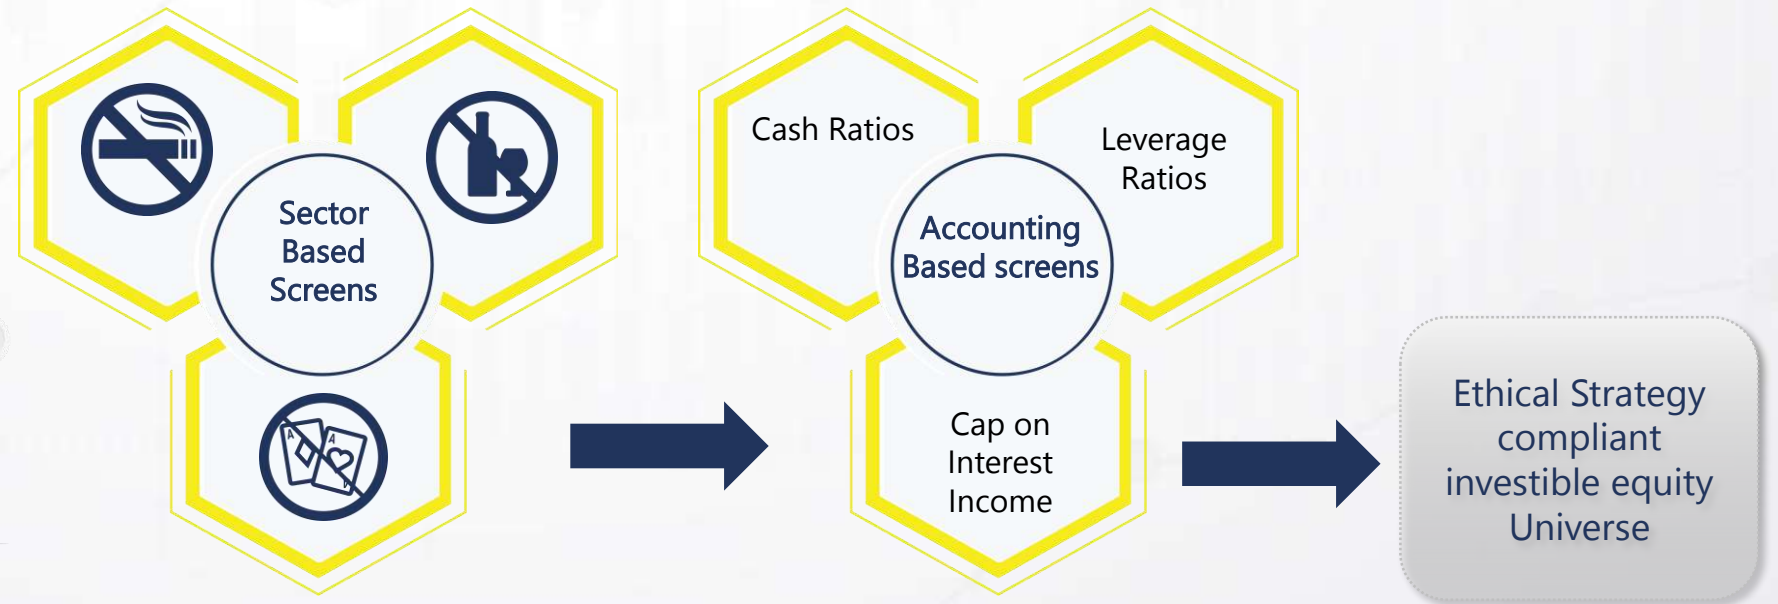 Sector
Based
Screens
Cash Ratios
Leverage
Ratios
Accounting
Based screens
Cap on
Interest
Income
Ethical Strategy
compliant
investible equity
Universe